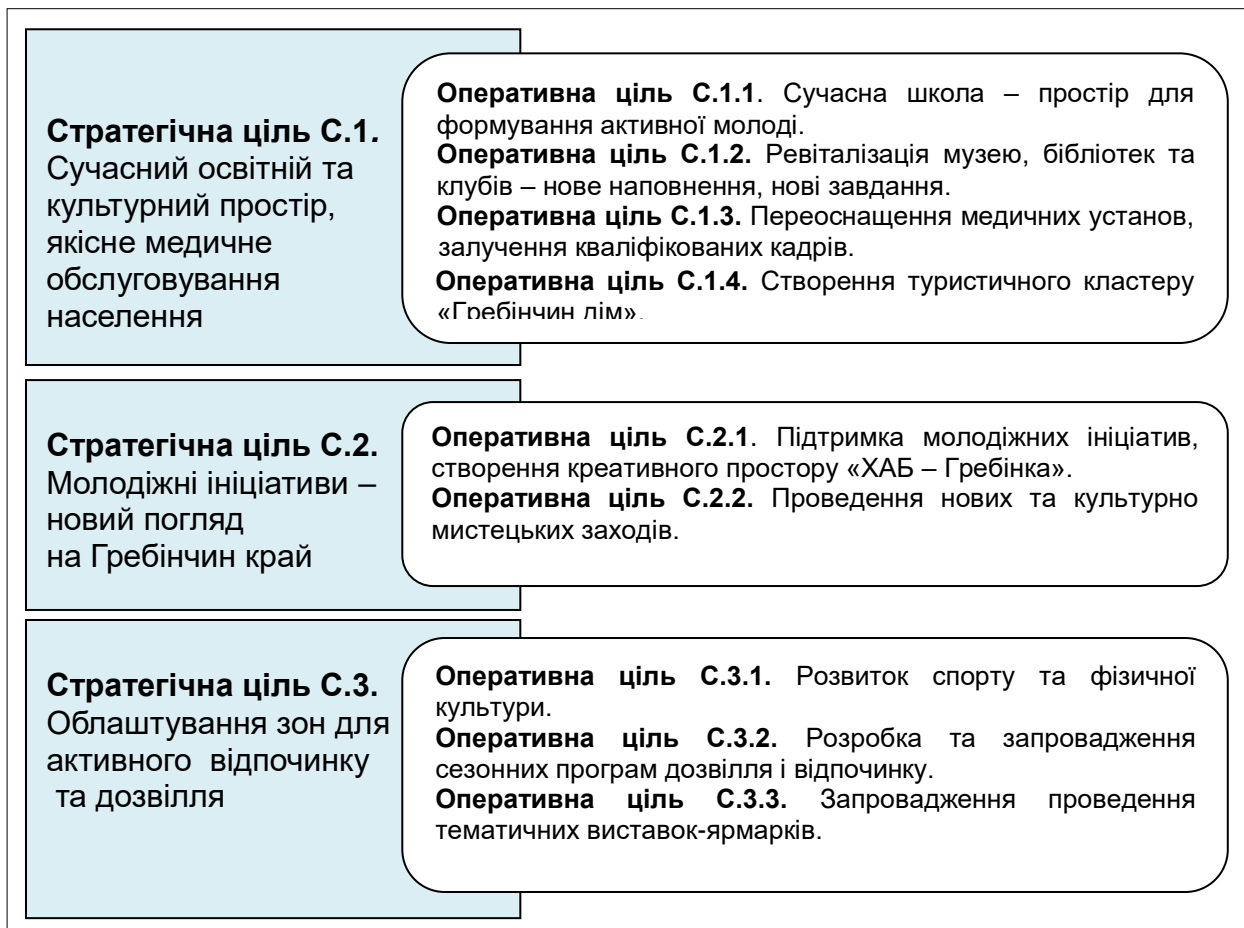 Стратегічна ціль С.1.
Сучасний освітній та
культурний простір,
якісне медичне
обслуговування
населення
Оперативна ціль С.1.1. Сучасна школа – простір для
формування активної молоді.
Оперативна ціль С.1.2. Ревіталізація музею, бібліотек та
клубів – нове наповнення, нові завдання.
Оперативна ціль С.1.3. Переоснащення медичних установ,
залучення кваліфікованих кадрів.
Оперативна ціль С.1.4. Створення туристичного кластеру
«Гребінчин дім».
Стратегічна ціль С.2.
Молодіжні ініціативи –
новий погляд
на Гребінчин край
Оперативна ціль С.2.1. Підтримка молодіжних ініціатив,
створення креативного простору «ХАБ – Гребінка».
Оперативна ціль С.2.2. Проведення нових та культурно
мистецьких заходів.
Стратегічна ціль С.3.
Облаштування зон для
активного відпочинку
та дозвілля
Оперативна ціль С.3.1. Розвиток спорту та фізичної
культури.
Оперативна ціль С.3.2. Розробка та запровадження
сезонних програм дозвілля і відпочинку.
Оперативна ціль С.3.3. Запровадження проведення
тематичних виставок-ярмарків.